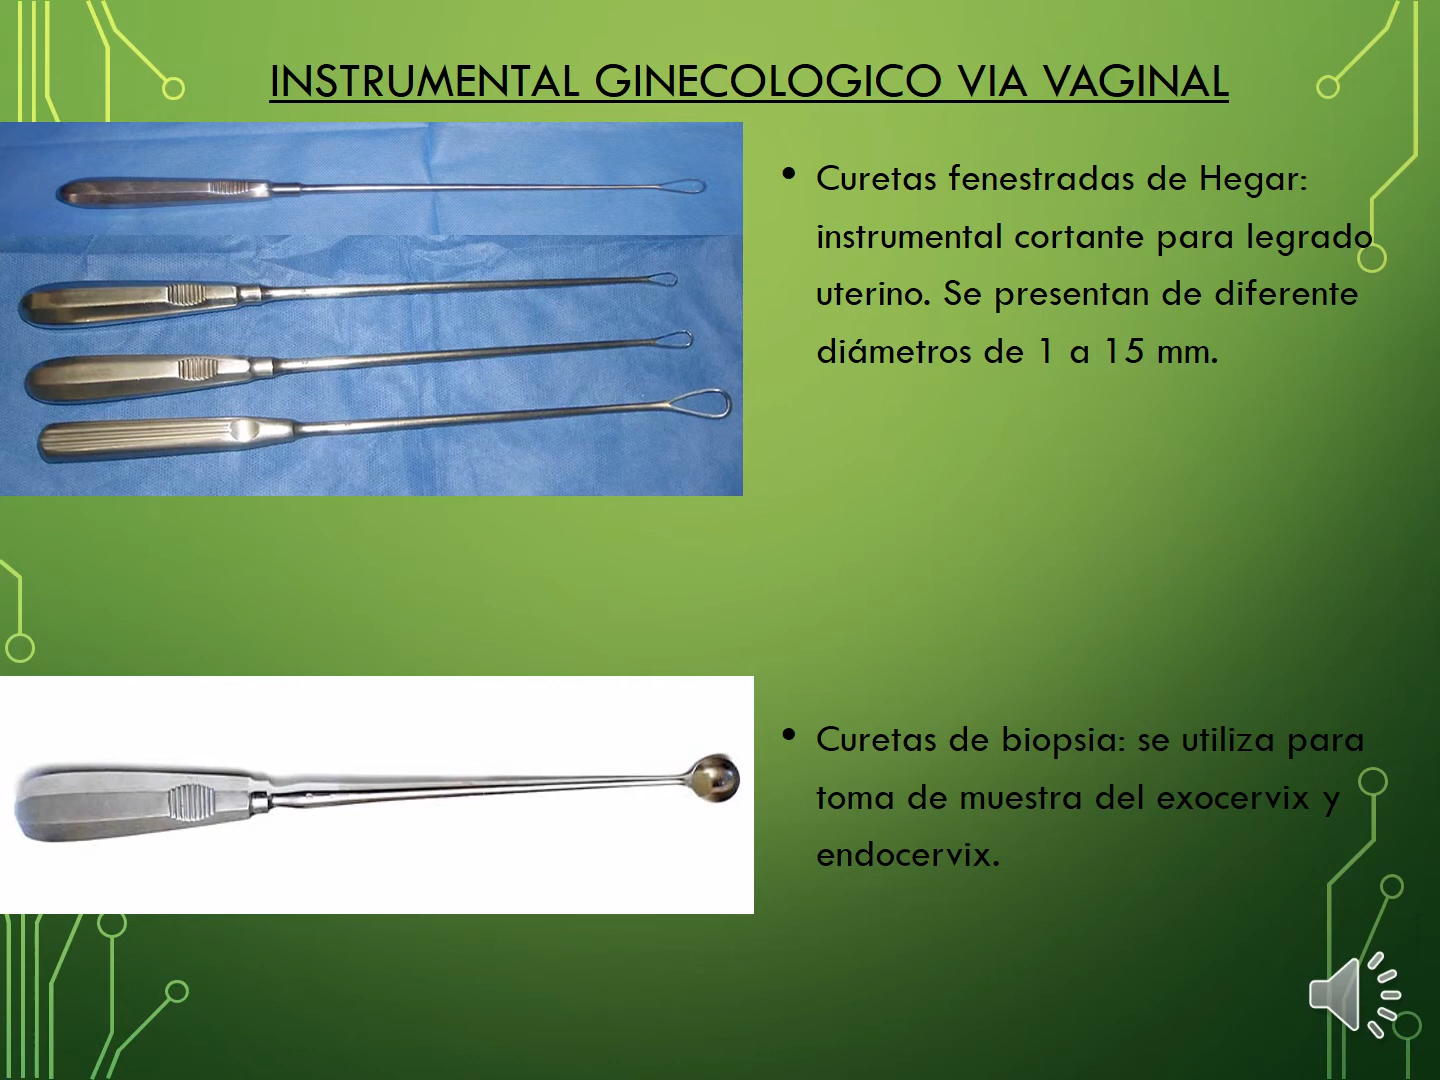 INSTRUMENTAL GINECOLOGICO VIA VAGINAL
• Curetas fenestradas de Hegar:
instrumental cortante para legrado
uterino. Se presentan de diferente
diámetros de 1 a 15 mm.
• Curetas de biopsia: se utiliza para
toma de muestra del exocervix y
endocervix.